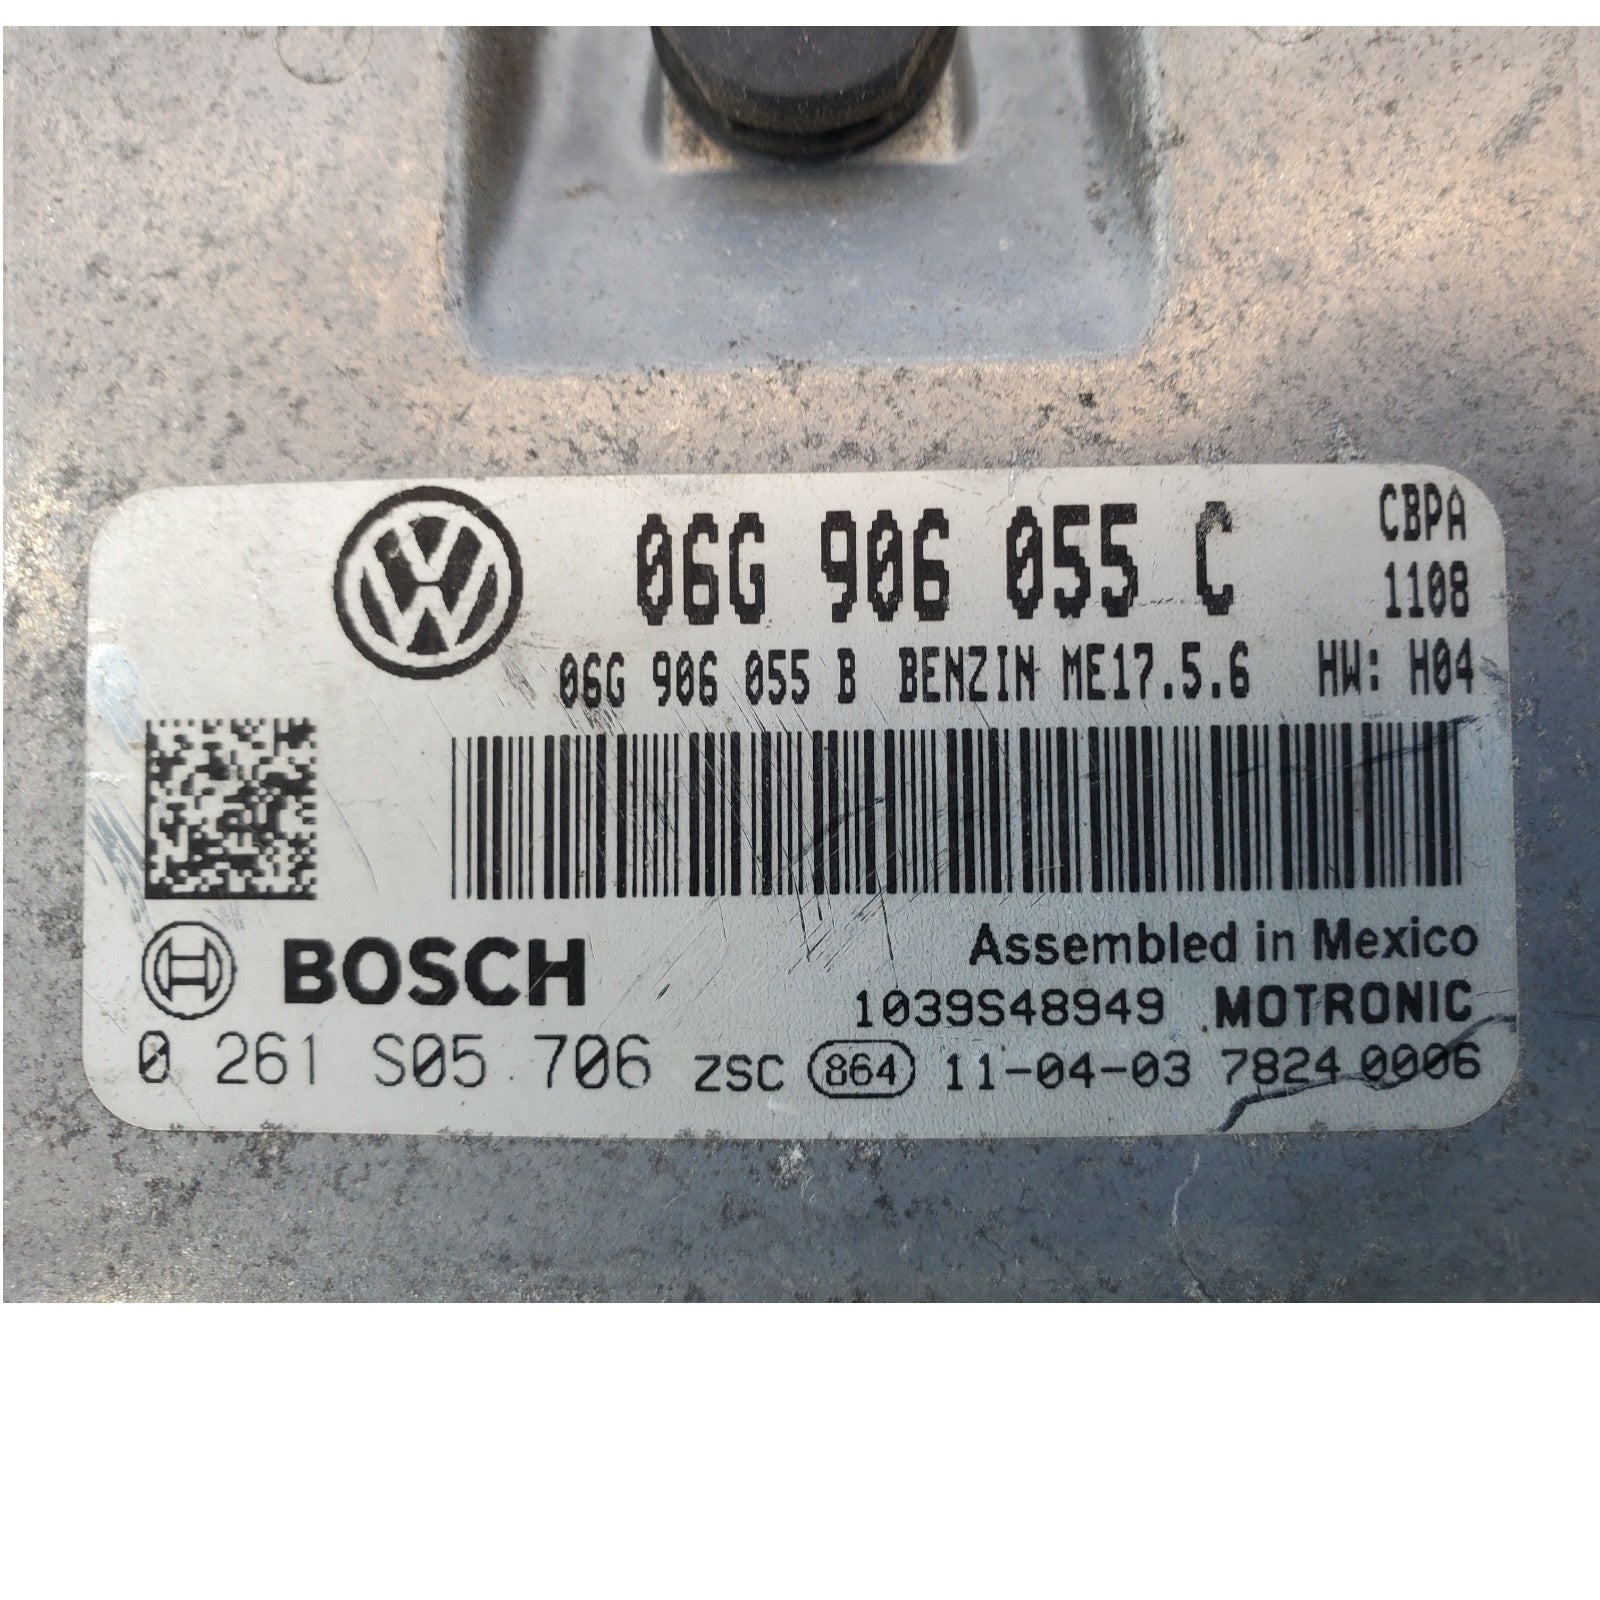 06G 906 055 C CBPA
1108
06G 906 055 B BENZIN ME17.5.6 HW: H04
BOSCH
Assembled in Mexico
1039S48949 MOTRONIC
0 261 S05 706 ZSC 864 11-04-03 7824 0006